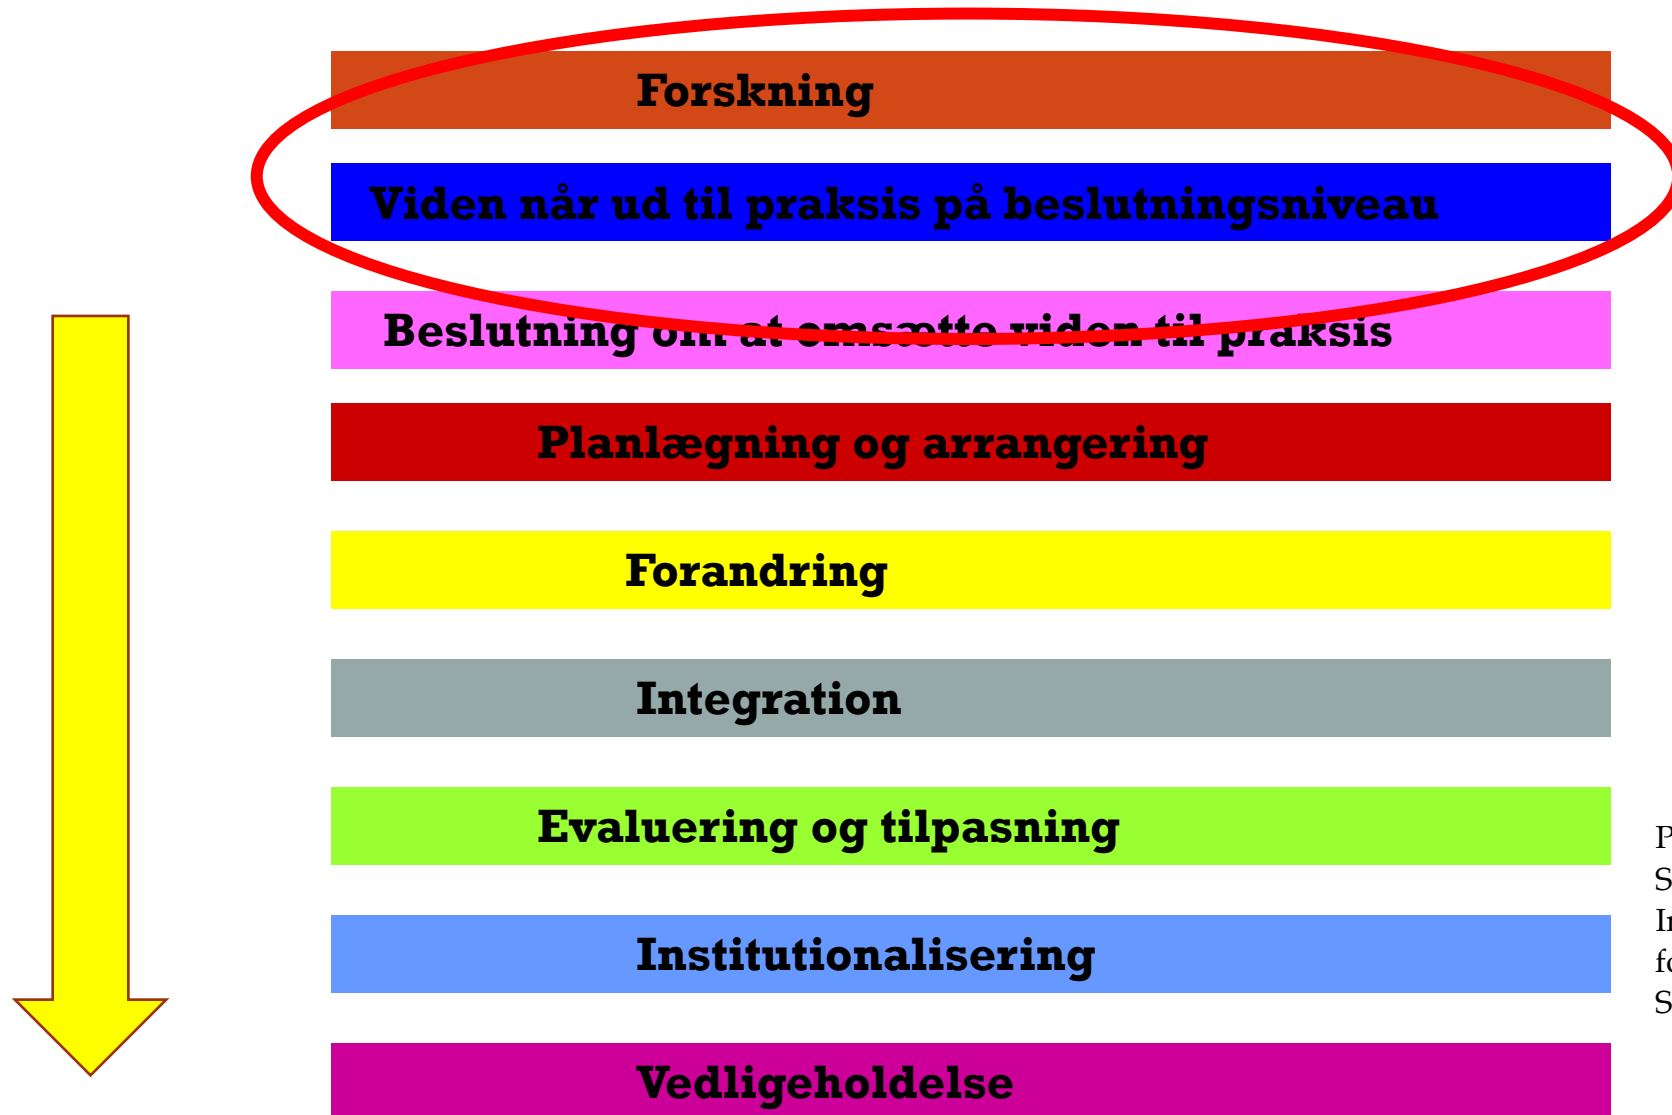 Forskning
Viden når ud til praksis på beslutningsniveau
Beslutning om at omsætte viden til praksis
Planlægning og arrangering
Forandring
Integration
Evaluering og tilpasning
Institutionalisering
Vedligeholdelse